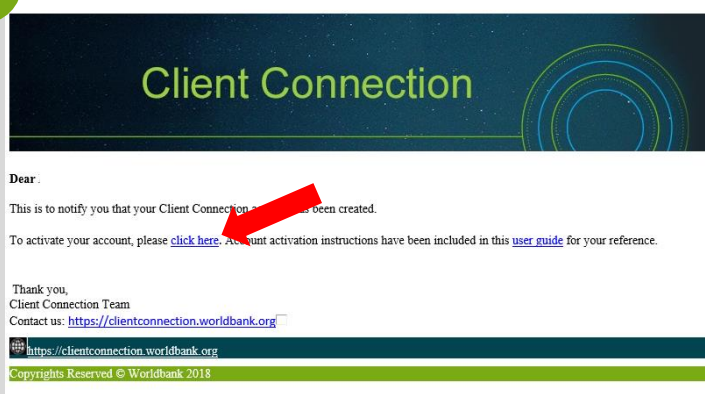 Client Connection
Dear .
This is to notify you that your Client Connection been created.
To activate your account, please click here. Account activation instructions have been included in this user guide for your reference.
Thank you,
Client Connection Team
Contact us: https://clientconnection.worldbank.org
https://clientconnection.worldbank.org
Copyrights Reserved © Worldbank 2018